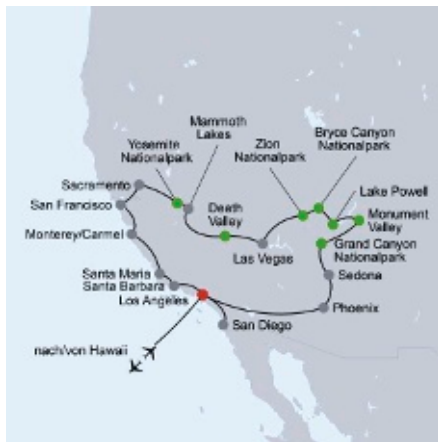 Bryce Canyon
Nationalpark
Mammoth
Lakes
Zion
Nationalpark
Yosemite
Nationalpark
Lake Powell
Sacramento
San Francisco
Death
Valley
Monument
Valley
Monterey/Carmel
Las Vegas
Grand Canyon
Nationalpark
Sedona
Santa Maria
Santa Barbara
Los Angeles
Phoenix
San Diego
nach/von Hawaii